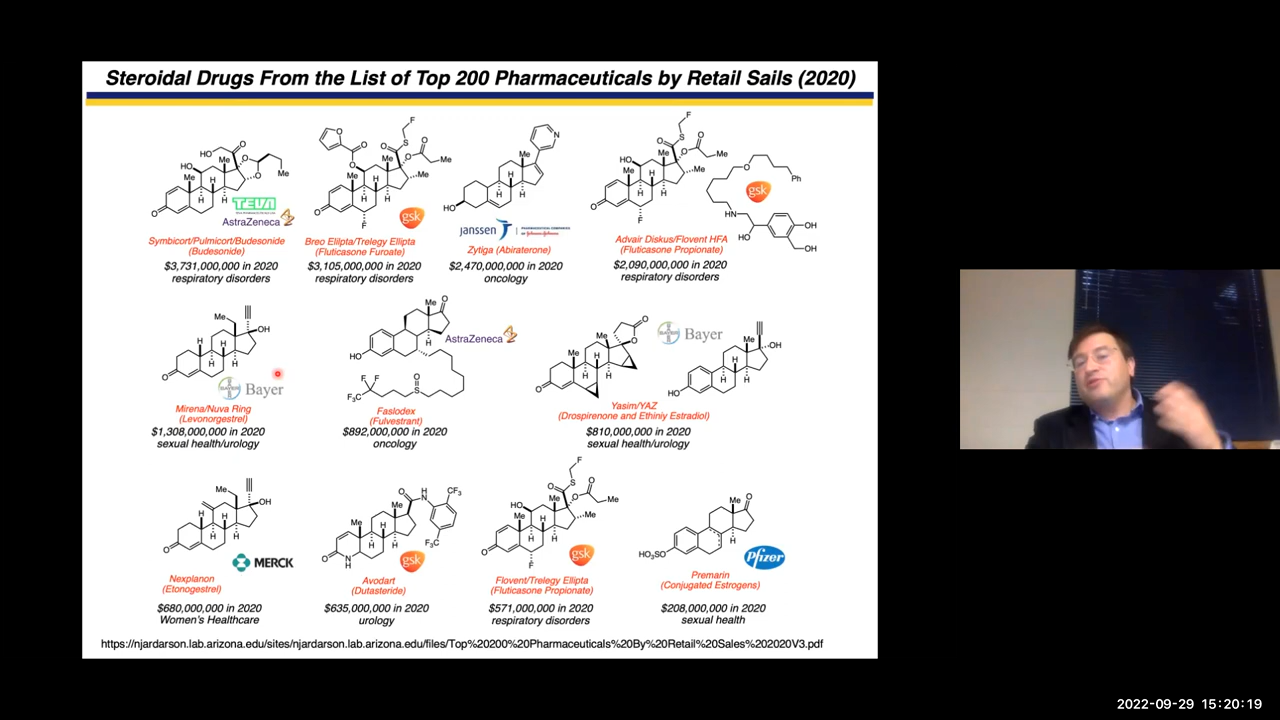 Steroidal Drugs From the List of Top 200 Pharmaceuticals by Retail Sails (2020)
TEVA
AstraZeneca
Symbicort/Pulmicort/Budesonide
(Budesonide)
$3,731,000,000 in 2020
respiratory disorders
gsk
Breo Ellipta/Trelegy Ellipta
(Fluticasone Furoate)
$3,105,000,000 in 2020
respiratory disorders
janssen
Zytiga (Abiraterone)
$2,470,000,000 in 2020
oncology
gsk
Advair Diskus/Flovent HFA
(Fluticasone Propionate)
$2,090,000,000 in 2020
respiratory disorders
Bayer
Mirena/Nuva Ring
(Levonorgestrel)
$1,308,000,000 in 2020
sexual health/urology
AstraZeneca
Faslodex
(Fulvestrant)
$892,000,000 in 2020
oncology
Bayer
Yasim/YAZ
(Drospirenone and Ethiniy Estradiol)
$810,000,000 in 2020
sexual health/urology
MERCK
Nexplanon
(Etonogestrel)
$680,000,000 in 2020
Women's Healthcare
gsk
Avodart
(Dutasteride)
$635,000,000 in 2020
urology
gsk
Flovent/Trelegy Ellipta
(Fluticasone Propionate)
$571,000,000 in 2020
respiratory disorders
Pfizer
Premarin
(Conjugated Estrogens)
$208,000,000 in 2020
sexual health
https://njardarson.lab.arizona.edu/sites/njardarson.lab.arizona.edu/files/Top%20200%20Pharmaceuticals%20By%20Retail%20Sales%202020V3.pdf
2022-09-29 15:20:19